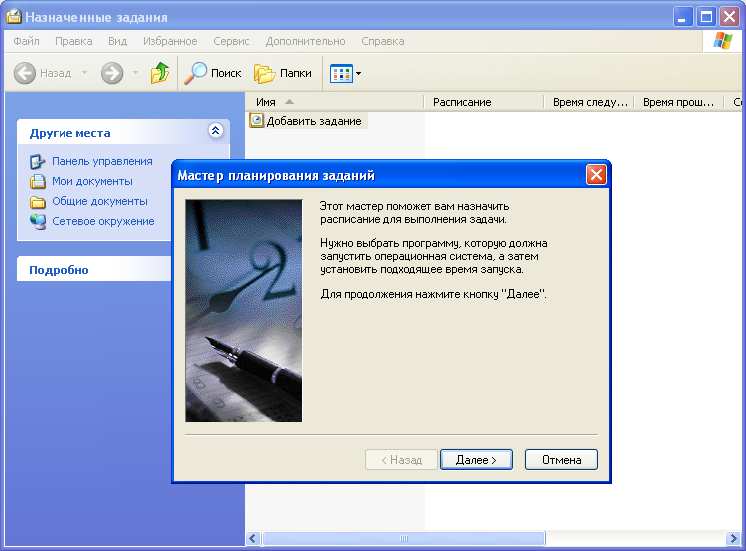 Назначенные задания
Файл Правка Вид Избранное Сервис Дополнительно Справка
Назад Поиск Папки
Имя Расписание Время следу... Время прош... Со
Добавить задание
Другие места
Панель управления
Мои документы
Общие документы
Сетевое окружение
Подробно
Мастер планирования заданий
Этот мастер поможет вам назначить
расписание для выполнения задачи.
Нужно выбрать программу, которую должна
запустить операционная система, а затем
установить подходящее время запуска.
Для продолжения нажмите кнопку "Далее".
< Назад Далее > Отмена